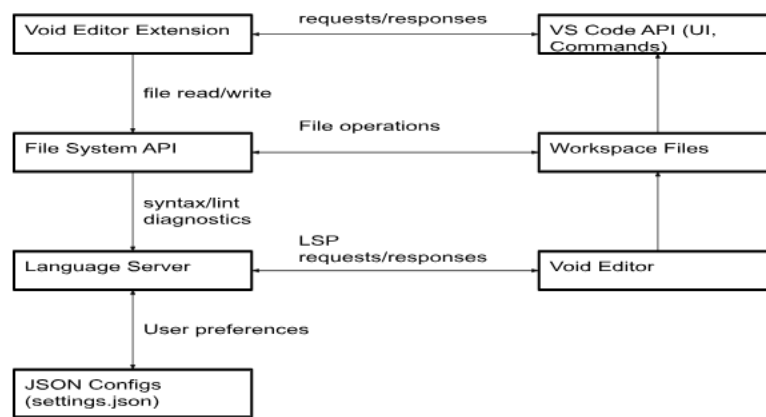 requests/responses
Void Editor Extension
VS Code API (UI,
Commands)
file read/write
File operations
File System API
Workspace Files
syntax/lint
diagnostics
LSP
requests/responses
Language Server
Void Editor
User preferences
JSON Configs
(settings.json)